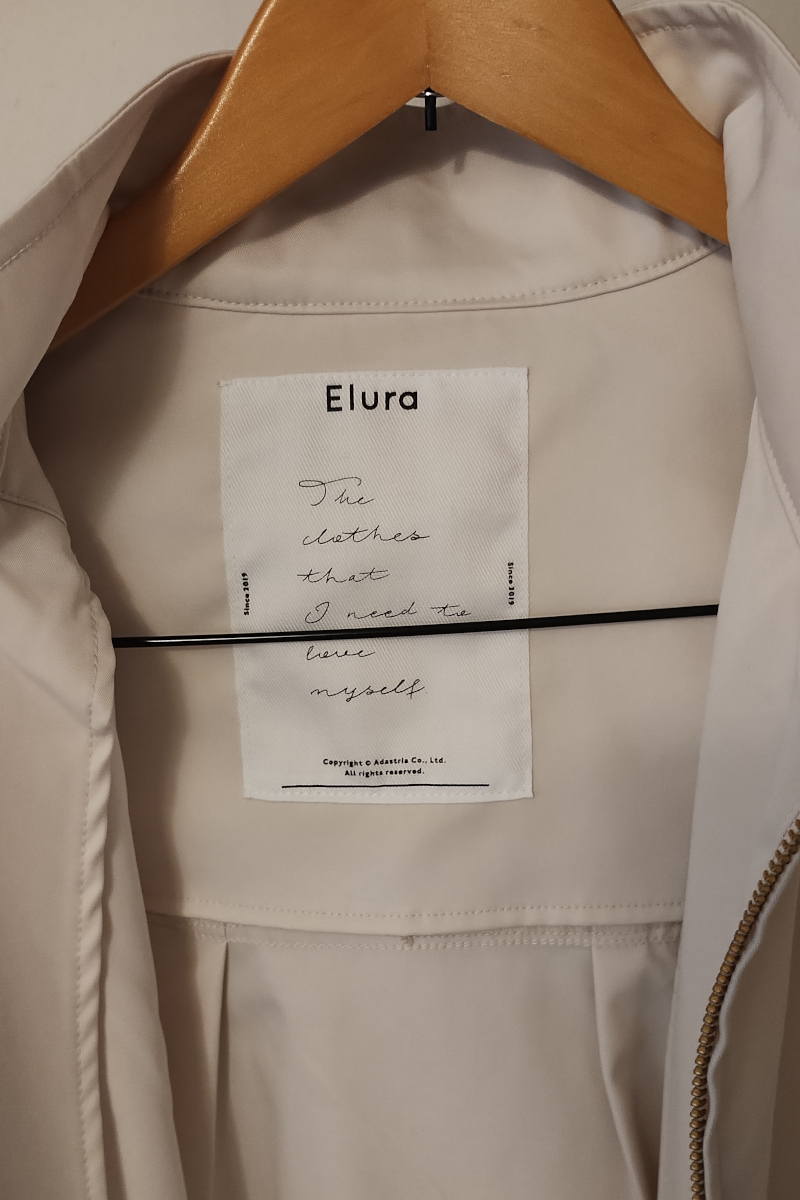 Elura
The
clothes
that
I need to
love
myself.
Since 2019
Since 2019
Copyright © Adastria Co., Ltd.
All rights reserved.